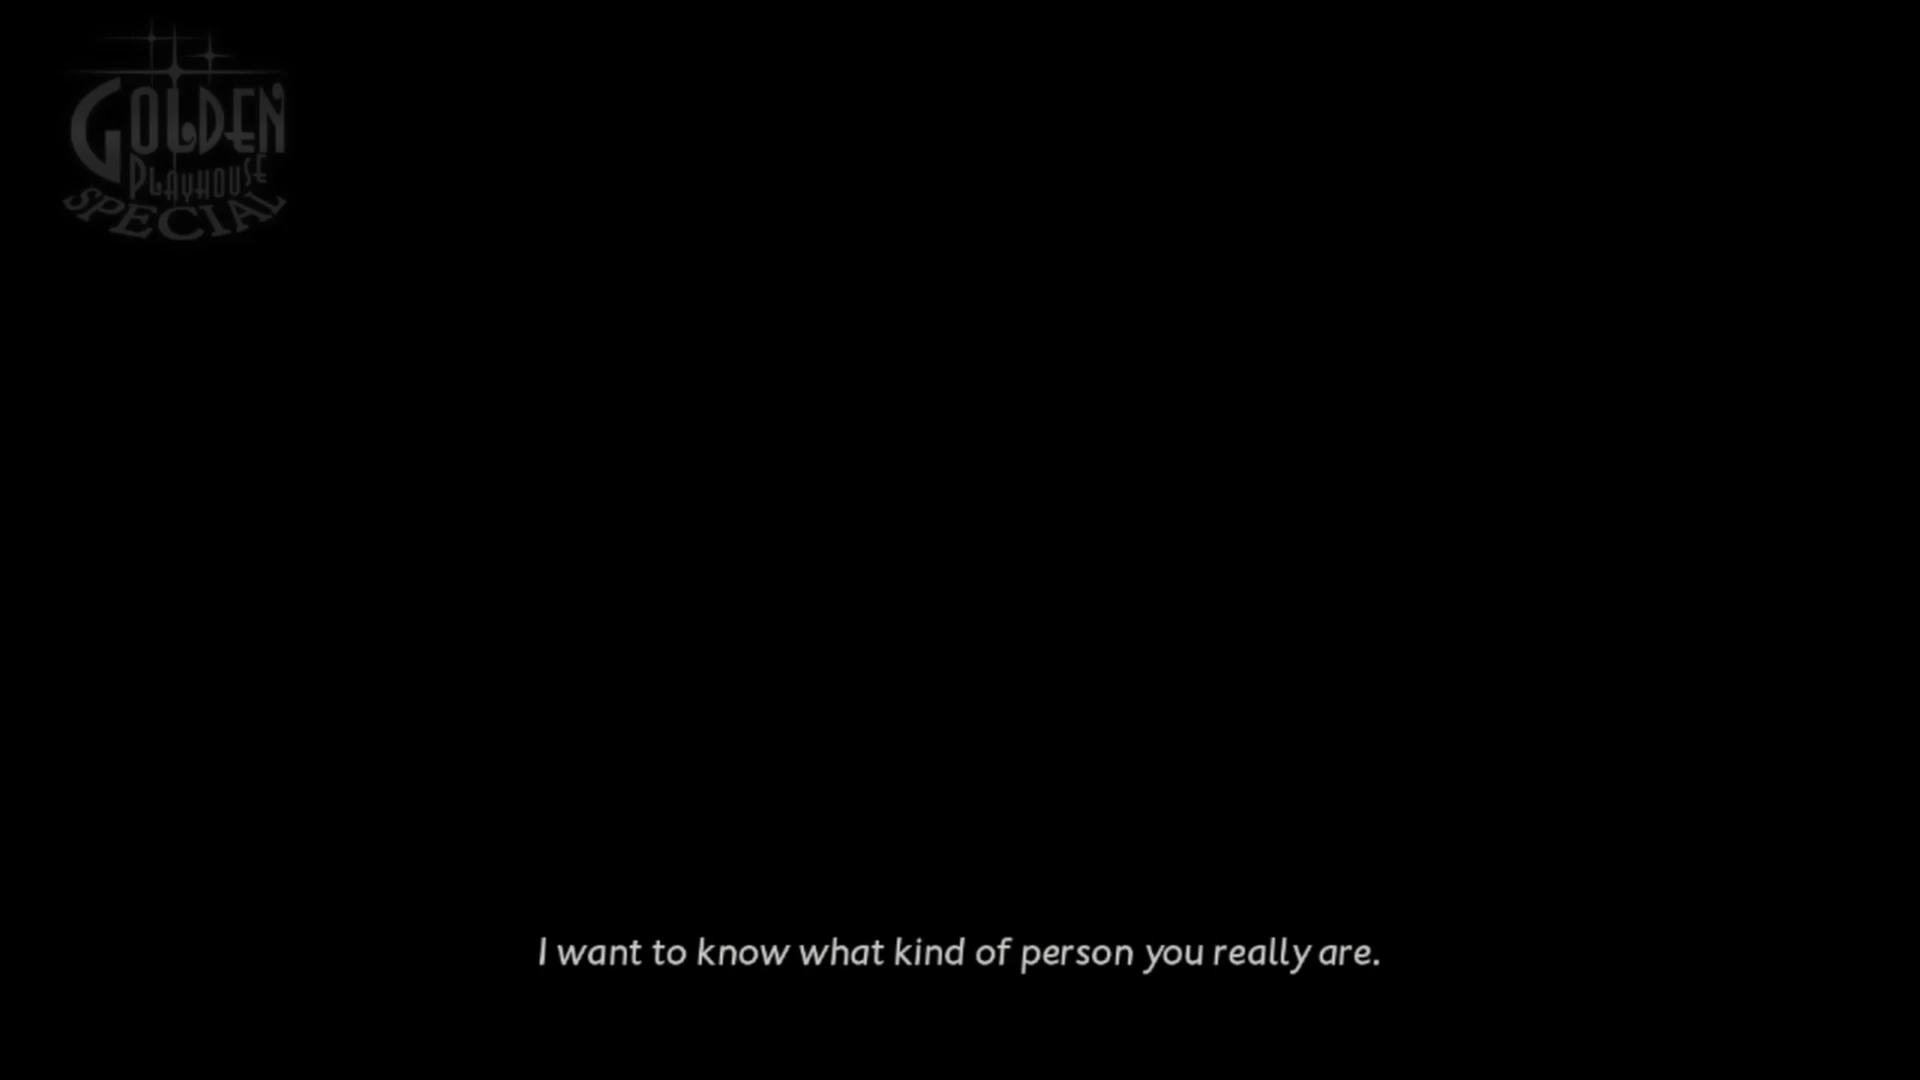 GOLDEN
PLAYHOUSE
SPECIAL
I want to know what kind of person you really are.